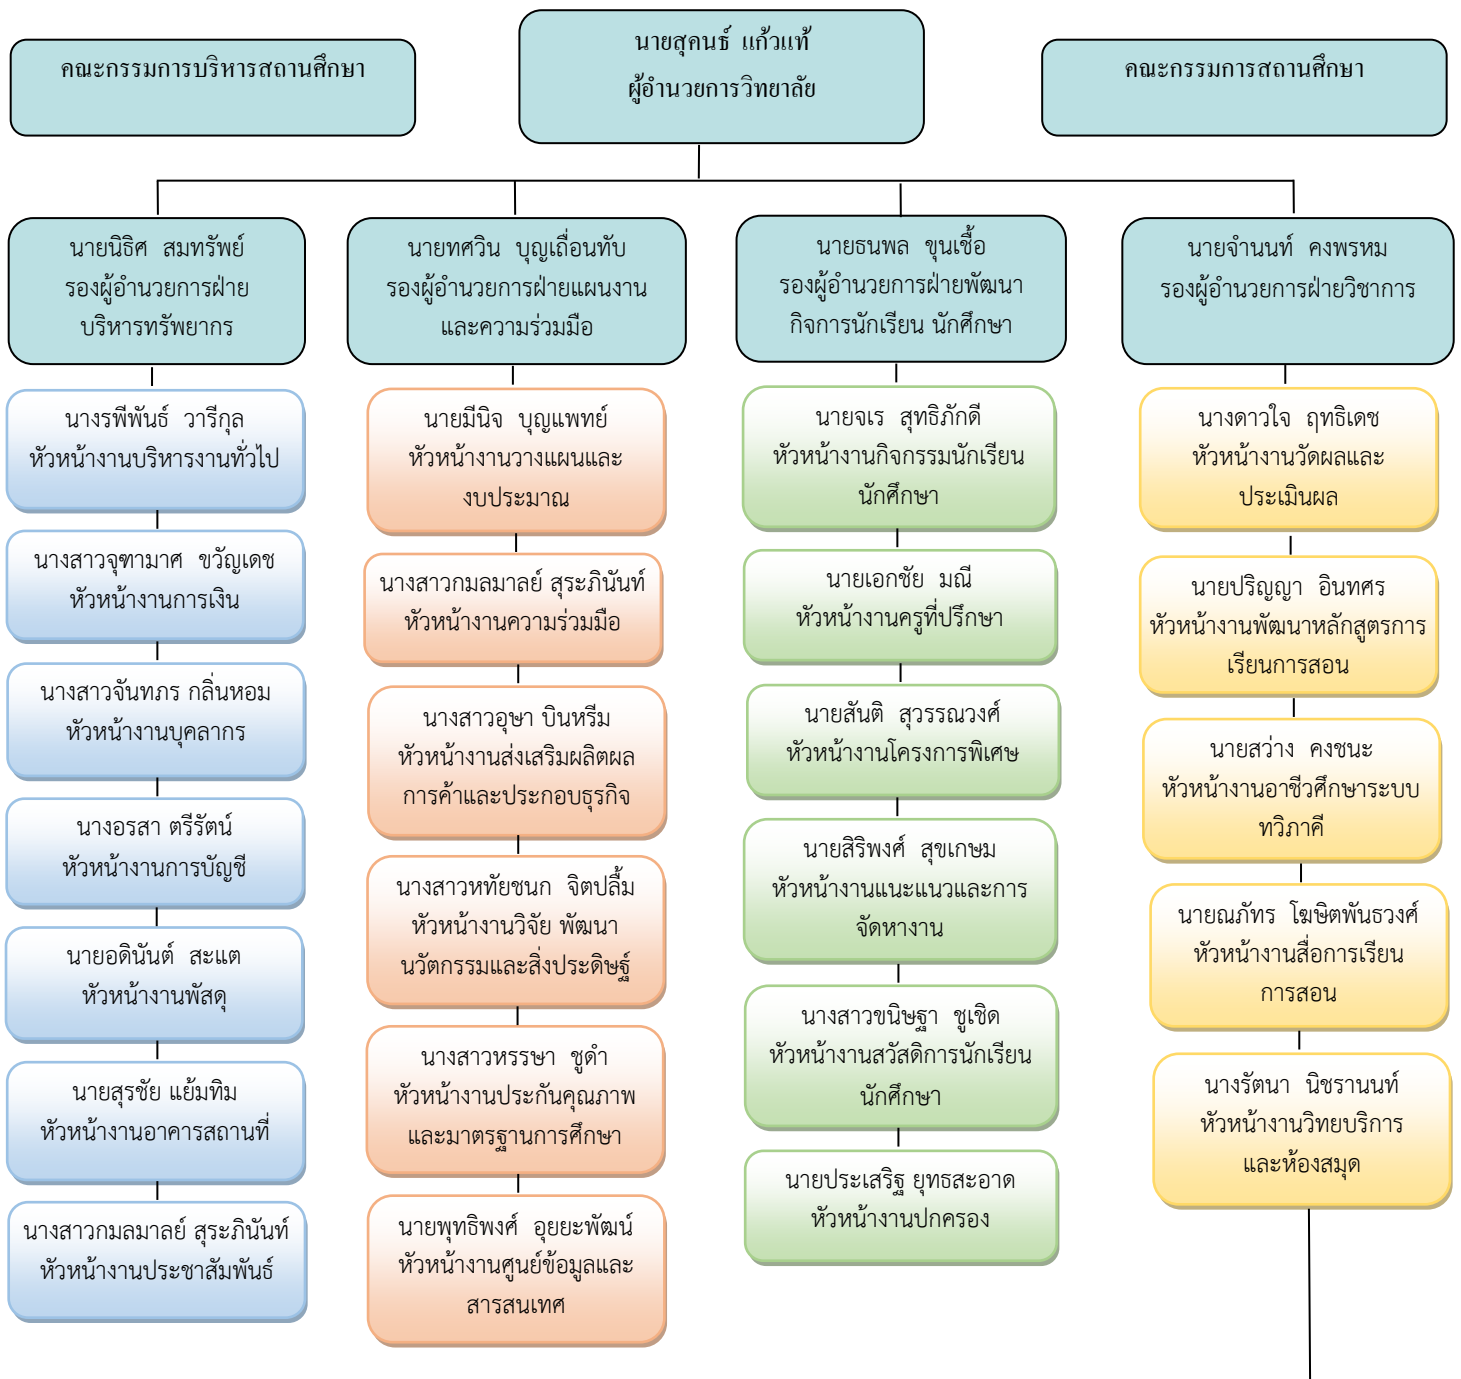 คณะกรรมการบริหารสถานศึกษา
นายสุคนธ์ แก้วแท้
ผู้อำนวยการวิทยาลัย
คณะกรรมการสถานศึกษา
นายนิธิศ สมทรัพย์
รองผู้อำนวยการฝ่าย
บริหารทรัพยากร
นายทศวิน บุญเถื่อนทับ
รองผู้อำนวยการฝ่ายแผนงาน
และความร่วมมือ
นายธนพล ขุนเชื้อ
รองผู้อำนวยการฝ่ายพัฒนา
กิจการนักเรียน นักศึกษา
นายจำนนท์ คงพรหม
รองผู้อำนวยการฝ่ายวิชาการ
นางรพีพันธ์ วารีกุล
หัวหน้างานบริหารงานทั่วไป
นางสาวจุฑามาศ ขวัญเดช
หัวหน้างานการเงิน
นางสาวจันทภร กลิ่นหอม
หัวหน้างานบุคลากร
นางอรสา ตรีรัตน์
หัวหน้างานการบัญชี
นายอดินันต์ สะแต
หัวหน้างานพัสดุ
นายสุรชัย แย้มทิม
หัวหน้างานอาคารสถานที่
นางสาวกมลมาลย์ สุระภินันท์
หัวหน้างานประชาสัมพันธ์
นายมีนิจ บุญแพทย์
หัวหน้างานวางแผนและ
งบประมาณ
นางสาวกมลมาลย์ สุระภินันท์
หัวหน้างานความร่วมมือ
นางสาวอุษา บินหรีม
หัวหน้างานส่งเสริมผลิตผล
การค้าและประกอบธุรกิจ
นางสาวหทัยชนก จิตปลื้ม
หัวหน้างานวิจัย พัฒนา
นวัตกรรมและสิ่งประดิษฐ์
นางสาวหรรษา ชูดำ
หัวหน้างานประกันคุณภาพ
และมาตรฐานการศึกษา
นายพุทธิพงศ์ อุยยะพัฒน์
หัวหน้างานศูนย์ข้อมูลและ
สารสนเทศ
นายจเร สุทธิภักดี
หัวหน้างานกิจกรรมนักเรียน
นักศึกษา
นายเอกชัย มณี
หัวหน้างานครูที่ปรึกษา
นายสันติ สุวรรณวงศ์
หัวหน้างานโครงการพิเศษ
นายสิริพงศ์ สุขเกษม
หัวหน้างานแนะแนวและการ
จัดหางาน
นางสาวขนิษฐา ชูเชิด
หัวหน้างานสวัสดิการนักเรียน
นักศึกษา
นายประเสริฐ ยุทธสะอาด
หัวหน้างานปกครอง
นางดาวใจ ฤทธิเดช
หัวหน้างานวัดผลและ
ประเมินผล
นายปริญญา อินทศร
หัวหน้างานพัฒนาหลักสูตรการ
เรียนการสอน
นายสว่าง คงชนะ
หัวหน้างานอาชีวศึกษาระบบ
ทวิภาคี
นายณภัทร โฆษิตพันธวงศ์
หัวหน้างานสื่อการเรียน
การสอน
นางรัตนา นิชรานนท์
หัวหน้างานวิทยบริการ
และห้องสมุด